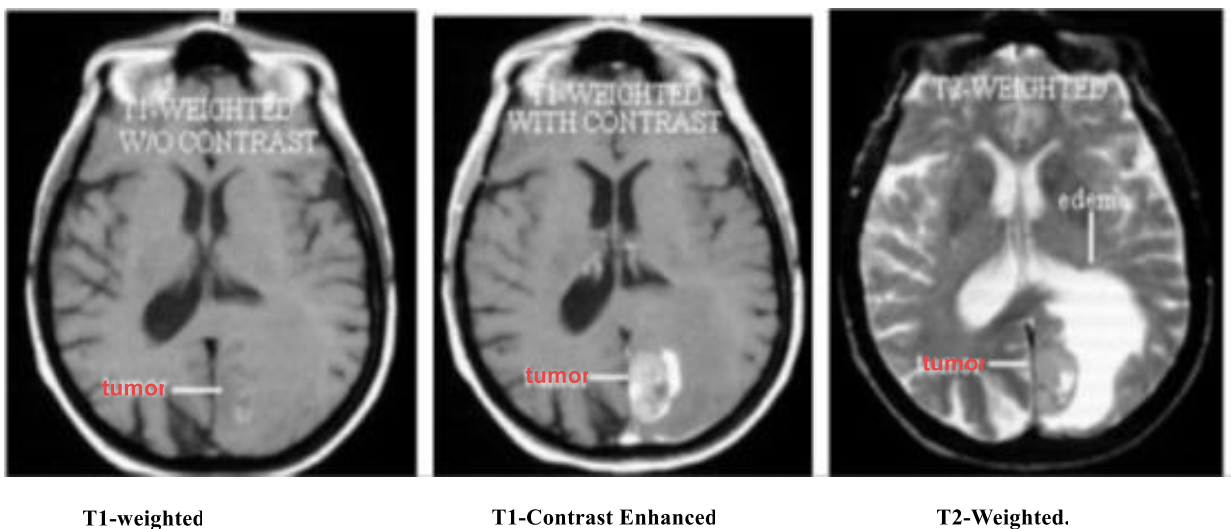 T1-WEIGHTED
W/O CONTRAST
tumor
T1-WEIGHTED
WITH CONTRAST
tumor
T2-WEIGHTED
edema
tumor
T1-weighted
T1-Contrast Enhanced
T2-Weighted.